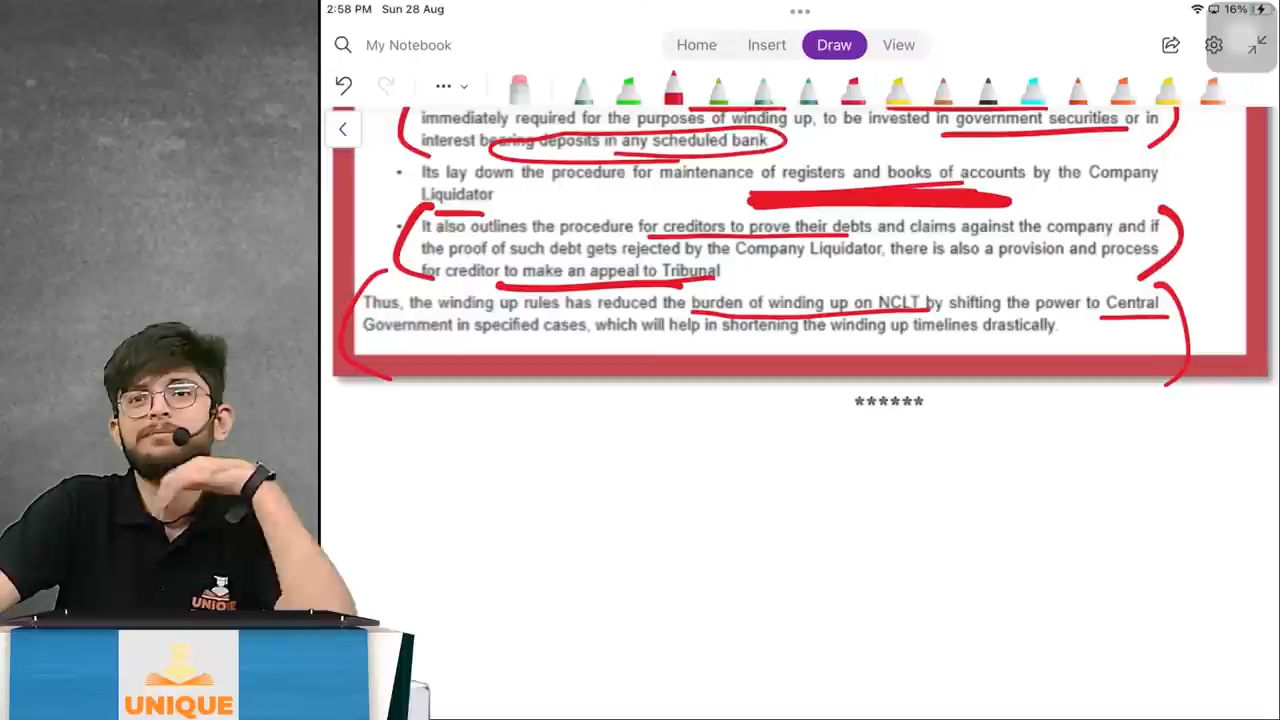 2:58 PM Sun 28 Aug
16%
My Notebook
Home Insert Draw View
immediately required for the purposes of winding up, to be invested in government securities or in
interest bearing deposits in any scheduled bank
• Its lay down the procedure for maintenance of registers and books of accounts by the Company
Liquidator
• It also outlines the procedure for creditors to prove their debts and claims against the company and if
the proof of such debt gets rejected by the Company Liquidator, there is also a provision and process
for creditor to make an appeal to Tribunal
Thus, the winding up rules has reduced the burden of winding up on NCLT by shifting the power to Central
Government in specified cases, which will help in shortening the winding up timelines drastically.
******
UNIQUE
UNIQUE